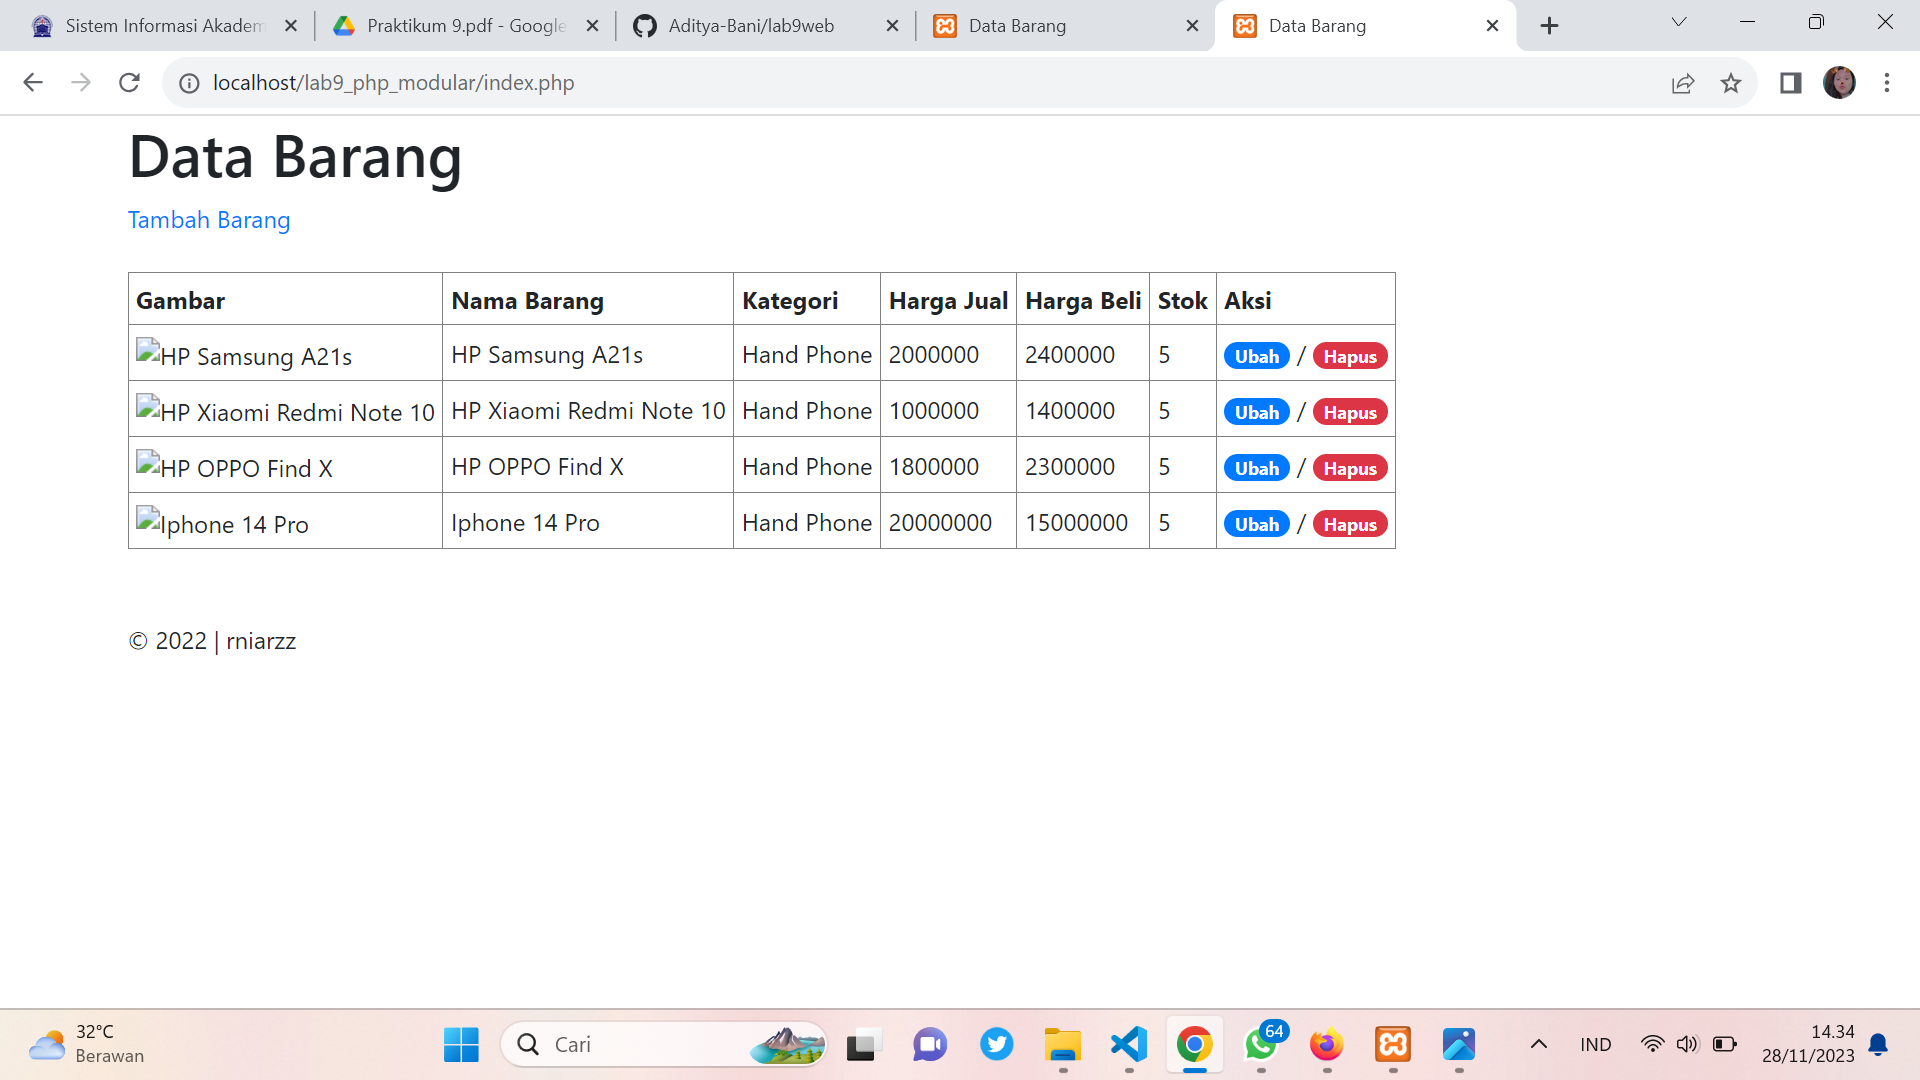 Sistem Informasi Akadem
Praktikum 9.pdf - Google
Aditya-Bani/lab9web
Data Barang
Data Barang
localhost/lab9_php_modular/index.php
Data Barang
Tambah Barang
Gambar Nama Barang Kategori Harga Jual Harga Beli Stok Aksi
HP Samsung A21s HP Samsung A21s Hand Phone 2000000 2400000 5 Ubah / Hapus
HP Xiaomi Redmi Note 10 HP Xiaomi Redmi Note 10 Hand Phone 1000000 1400000 5 Ubah / Hapus
HP OPPO Find X HP OPPO Find X Hand Phone 1800000 2300000 5 Ubah / Hapus
Iphone 14 Pro Iphone 14 Pro Hand Phone 20000000 15000000 5 Ubah / Hapus
© 2022 | rniarzz
32°C
Berawan
Cari
64
IND
14.34
28/11/2023